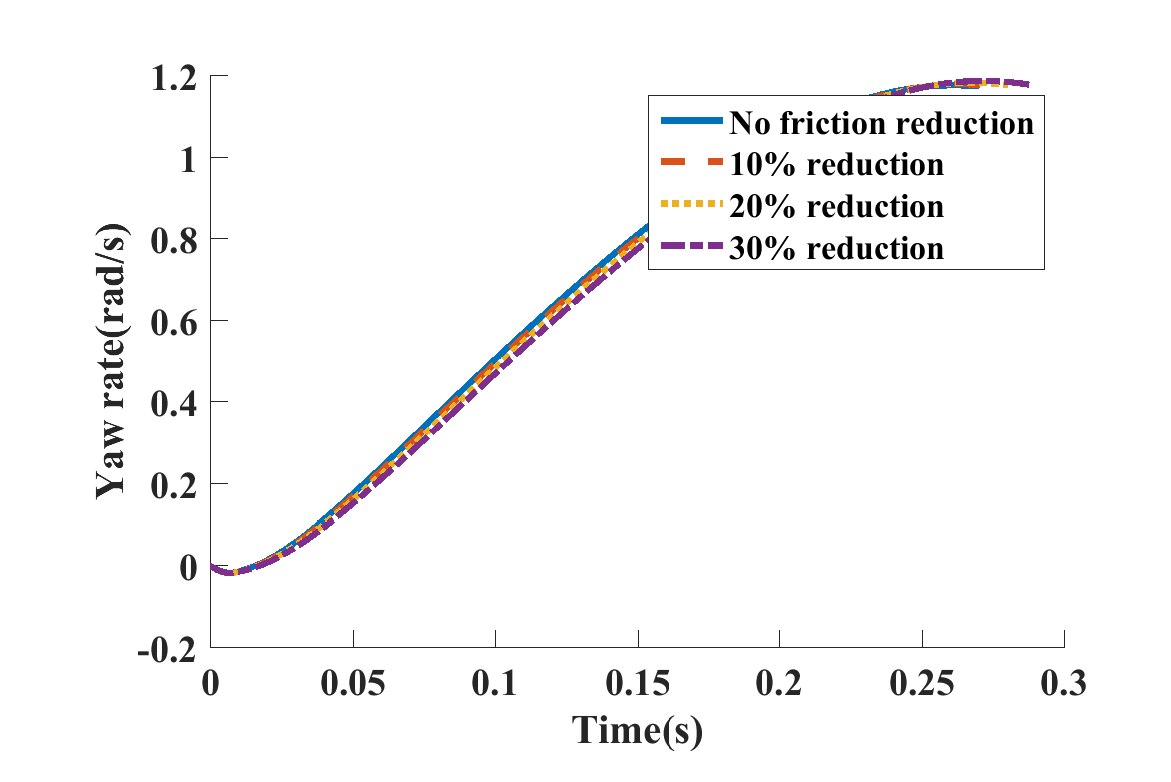 1.2
1
0.8
0.6
0.4
0.2
0
-0.2
Yaw rate(rad/s)
No friction reduction
10% reduction
20% reduction
30% reduction
0 0.05 0.1 0.15 0.2 0.25 0.3
Time(s)